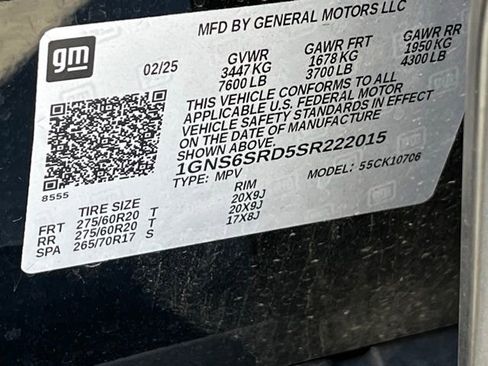 MFD BY GENERAL MOTORS LLC
gm
02/25 GVWR GAWR FRT GAWR RR
3447 KG 1678 KG 1950 KG
7600 LB 3700 LB 4300 LB
THIS VEHICLE CONFORMS TO ALL
APPLICABLE U.S. FEDERAL MOTOR
VEHICLE SAFETY STANDARDS IN EFFECT
ON THE DATE OF MANUFACTURE
SHOWN ABOVE.
1GNS6SRD5SR222015
8555
TYPE: MPV MODEL: 55CK10706
TIRE SIZE RIM
FRT 275/60R20 T 20X9J
RR 275/60R20 T 20X9J
SPA 265/70R17 S 17X8J